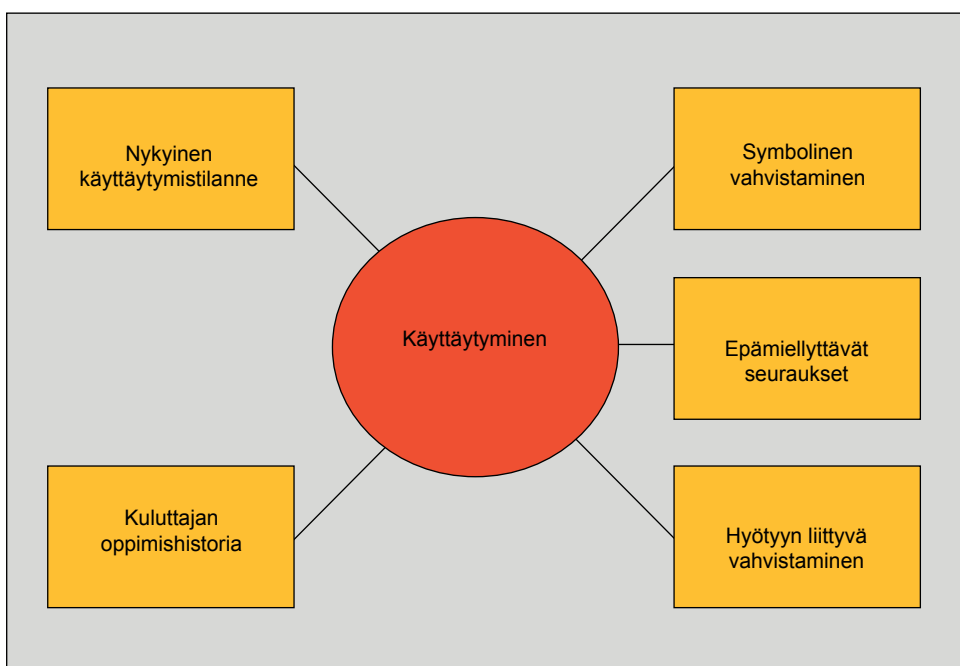 Nykyinen
käyttäytymistilanne
Symbolinen
vahvistaminen
Käyttäytyminen
Epämiellyttävät
seuraukset
Kuluttajan
oppimishistoria
Hyötyyn liittyvä
vahvistaminen